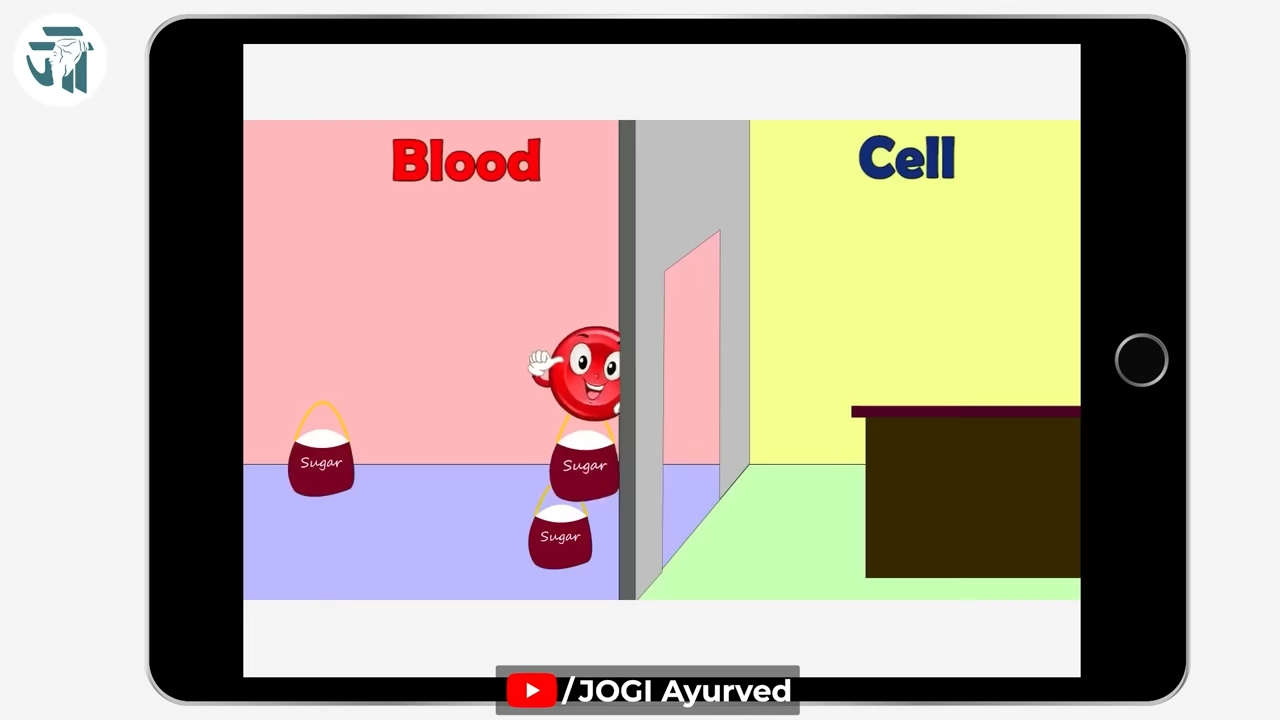 जो
Blood
Cell
Sugar
Sugar
Sugar
/JOGI Ayurved